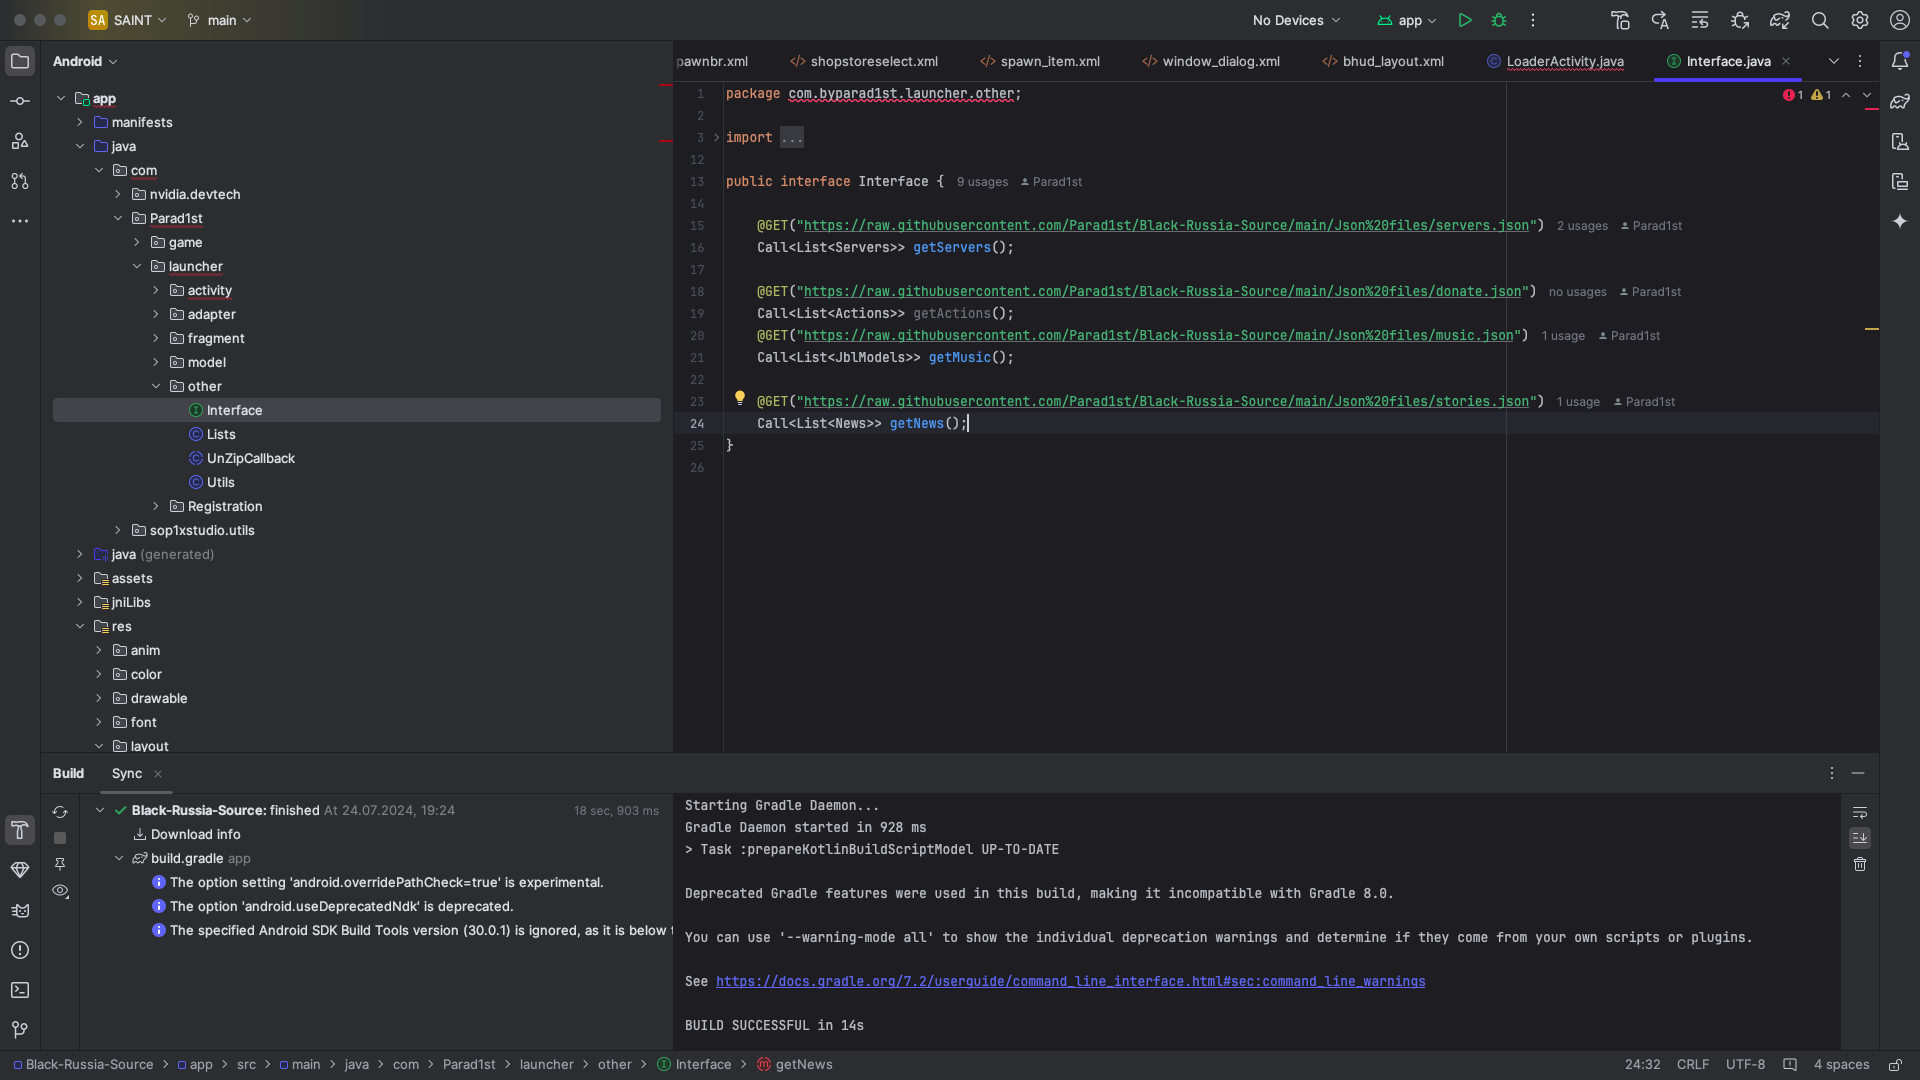 SA SAINT main No Devices app
Android
pawnbr.xml shopstoreselect.xml spawn_item.xml window_dialog.xml bhud_layout.xml LoaderActivity.java Interface.java
app
manifests
java
com
nvidia.devtech
Parad1st
game
launcher
activity
adapter
fragment
model
other
Interface
Lists
UnZipCallback
Utils
Registration
sop1xstudio.utils
java (generated)
assets
jniLibs
res
anim
color
drawable
font
layout
1 package com.byparad1st.launcher.other; 1 1
2
3 import ...
12
13 public interface Interface { 9 usages Parad1st
14
15 @GET("https://raw.githubusercontent.com/Parad1st/Black-Russia-Source/main/Json%20files/servers.json") 2 usages Parad1st
16 Call<List<Servers>> getServers();
17
18 @GET("https://raw.githubusercontent.com/Parad1st/Black-Russia-Source/main/Json%20files/donate.json") no usages Parad1st
19 Call<List<Actions>> getActions();
20 @GET("https://raw.githubusercontent.com/Parad1st/Black-Russia-Source/main/Json%20files/music.json") 1 usage Parad1st
21 Call<List<JblModels>> getMusic();
22
23 @GET("https://raw.githubusercontent.com/Parad1st/Black-Russia-Source/main/Json%20files/stories.json") 1 usage Parad1st
24 Call<List<News>> getNews();
25 }
26
Build Sync
Black-Russia-Source: finished At 24.07.2024, 19:24 18 sec, 903 ms
Download info
build.gradle app
The option setting 'android.overridePathCheck=true' is experimental.
The option 'android.useDeprecatedNdk' is deprecated.
The specified Android SDK Build Tools version (30.0.1) is ignored, as it is below
Starting Gradle Daemon...
Gradle Daemon started in 928 ms
> Task :prepareKotlinBuildScriptModel UP-TO-DATE
Deprecated Gradle features were used in this build, making it incompatible with Gradle 8.0.
You can use '--warning-mode all' to show the individual deprecation warnings and determine if they come from your own scripts or plugins.
See https://docs.gradle.org/7.2/userguide/command_line_interface.html#sec:command_line_warnings
BUILD SUCCESSFUL in 14s
Black-Russia-Source > app > src > main > java > com > Parad1st > launcher > other > Interface > getNews 24:32 CRLF UTF-8 4 spaces